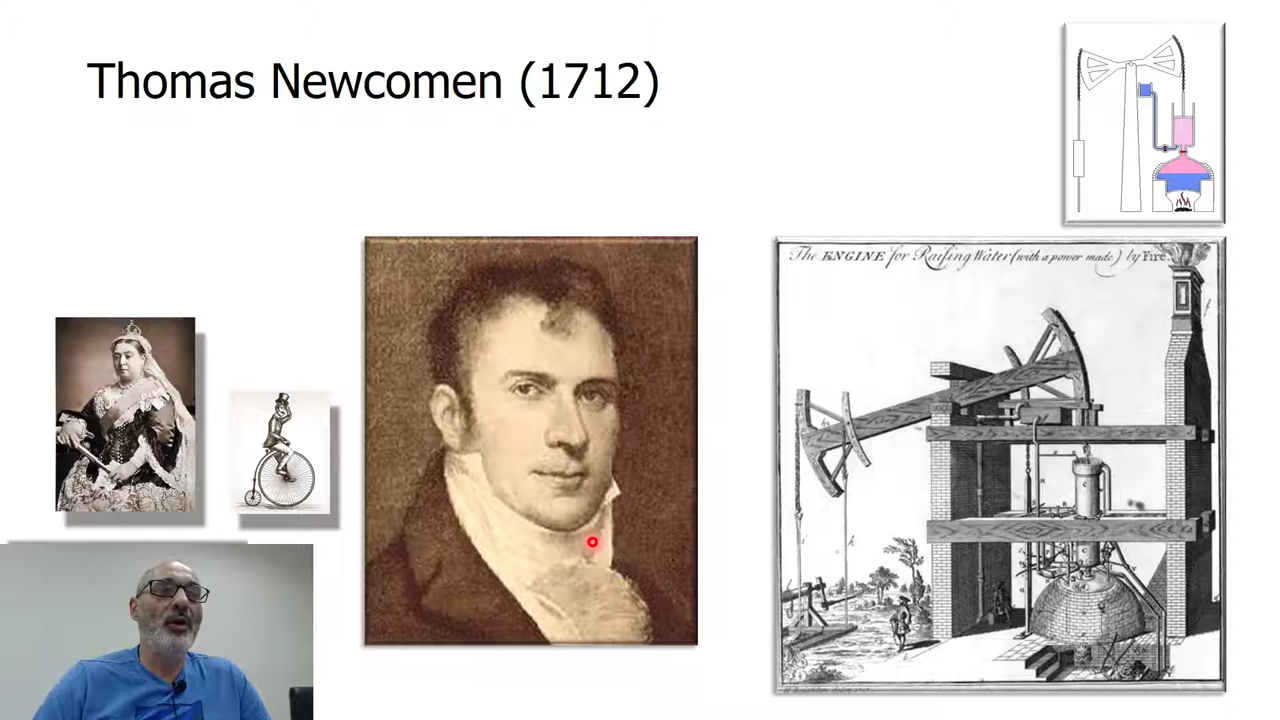 Thomas Newcomen (1712)
The ENGINE for Raiſing Water (with a power made) by Fire.